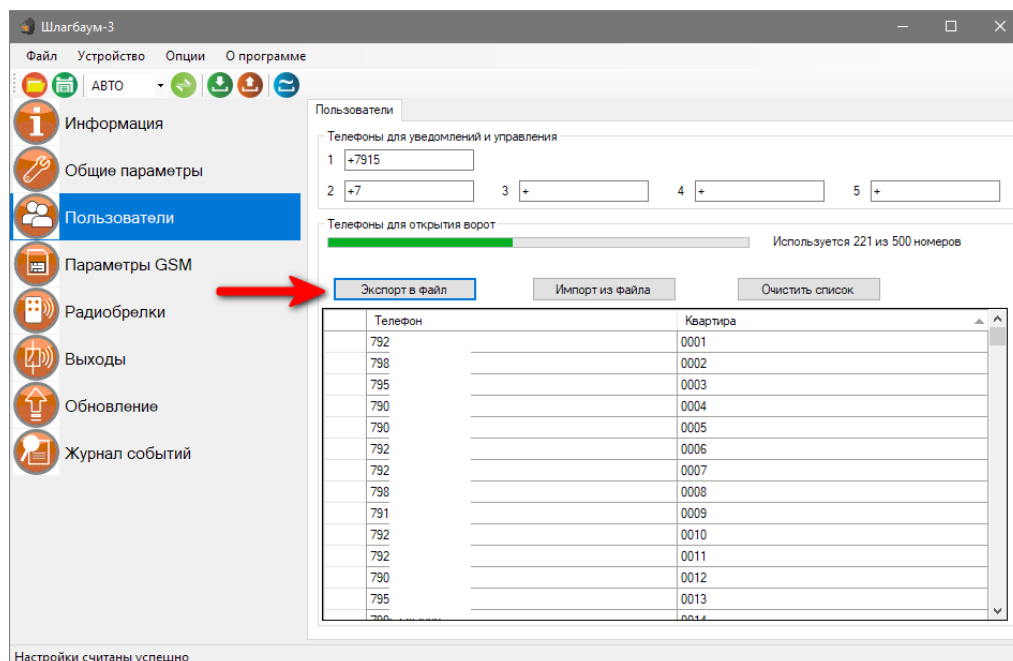 Шлагбаум-3
Файл Устройство Опции О программе
АВТО
Информация
Общие параметры
Пользователи
Параметры GSM
Радиобрелки
Выходы
Обновление
Журнал событий
Пользователи
Телефоны для уведомлений и управления
1 +7915
2 +7 3 + 4 + 5 +
Телефоны для открытия ворот
Используется 221 из 500 номеров
Экспорт в файл Импорт из файла Очистить список
Телефон Квартира
792 0001
798 0002
795 0003
790 0004
790 0005
792 0006
792 0007
798 0008
791 0009
792 0010
792 0011
790 0012
795 0013
0014
Настройки считаны успешно